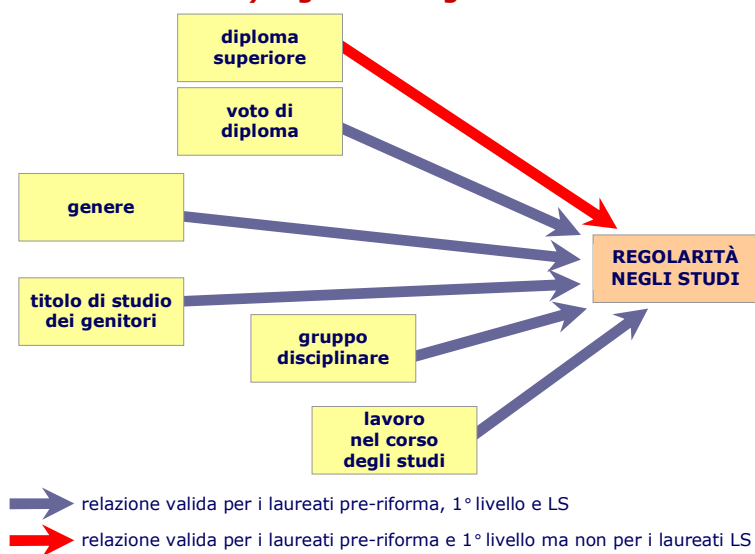 diploma
superiore
voto di
diploma
genere
REGOLARITÀ
NEGLI STUDI
titolo di studio
dei genitori
gruppo
disciplinare
lavoro
nel corso
degli studi
relazione valida per i laureati pre-riforma, 1° livello e LS
relazione valida per i laureati pre-riforma e 1° livello ma non per i laureati LS